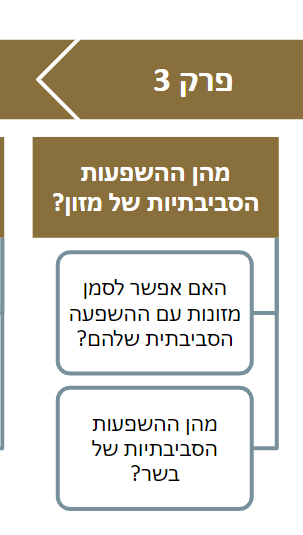 פרק 3
מהן ההשפעות
הסביבתיות של מזון?
האם אפשר לסמן
מזונות עם ההשפעה
הסביבתית שלהם?
מהן ההשפעות
הסביבתיות של
בשר?